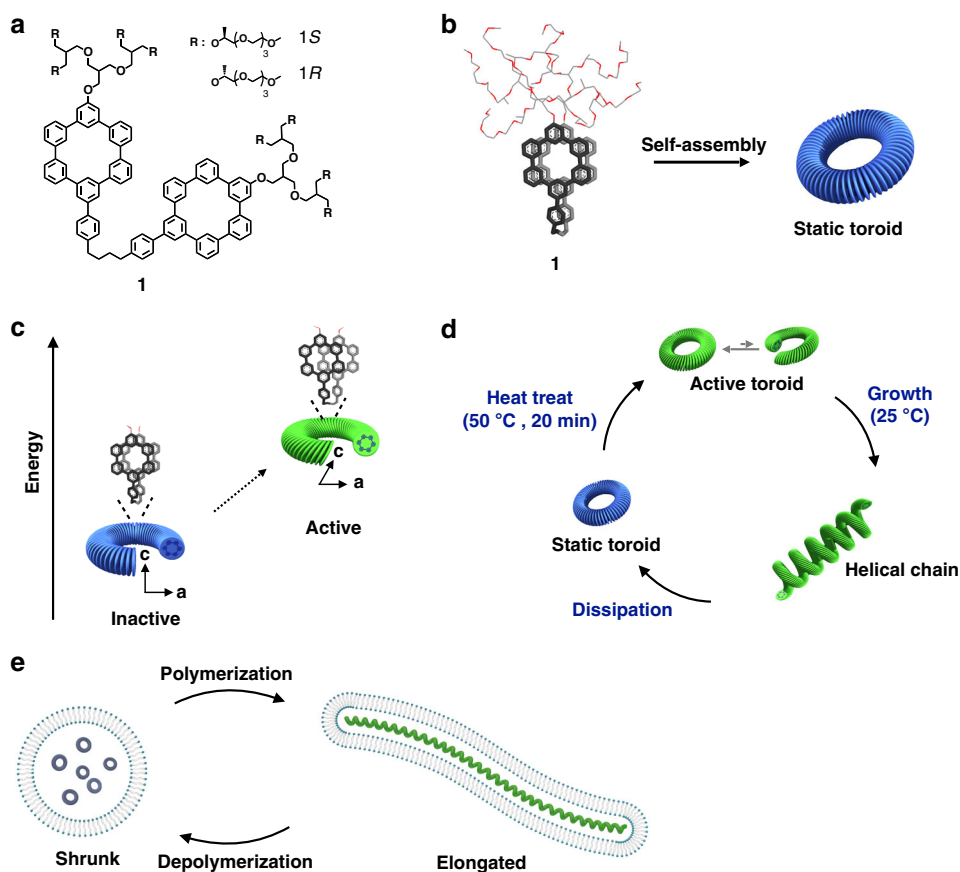 a
R
R
R
R
O
O
O
R : O (O )3 O 1S
O (O )3 O 1R
R
R
O
O
O
R
R
1
b
Self-assembly
1
Static toroid
c
Energy
c
a
Inactive
c
a
Active
d
Active toroid
Heat treat
(50 °C , 20 min)
Growth
(25 °C)
Static toroid
Helical chain
Dissipation
e
Polymerization
Shrunk
Depolymerization
Elongated